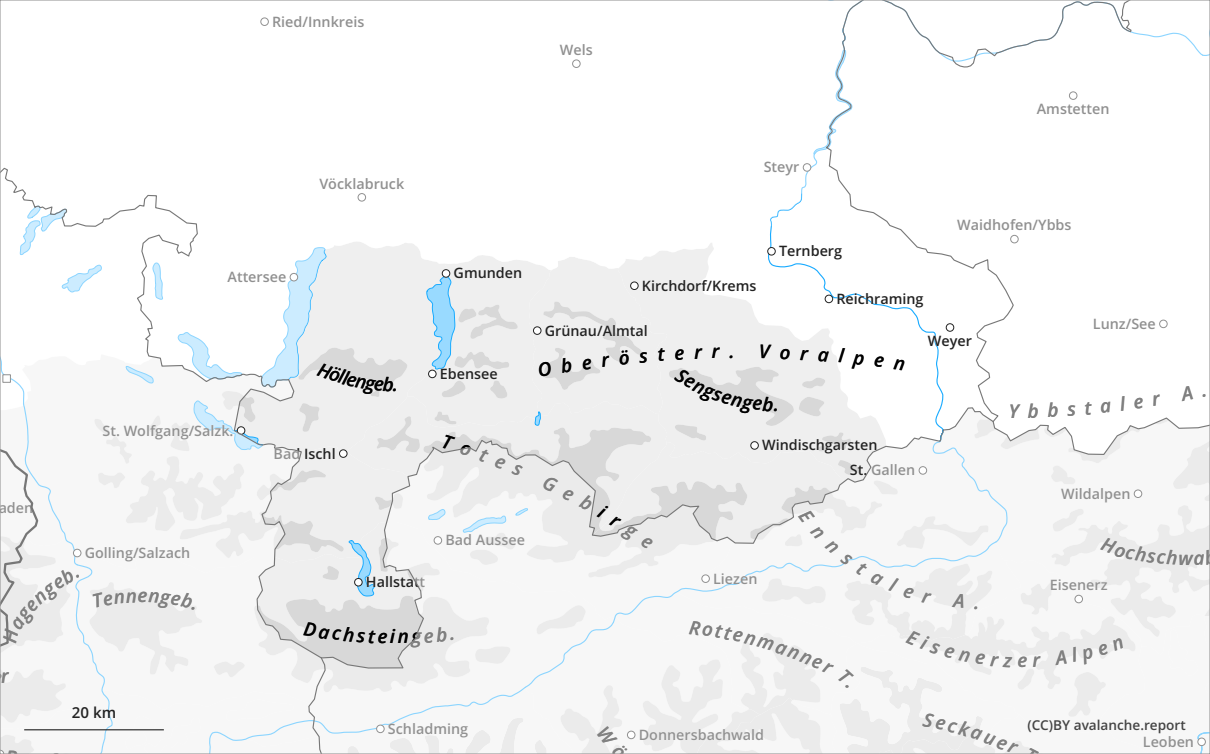 Ried/Innkreis
Wels
Amstetten
Steyr
Vöcklabruck
Waidhofen/Ybbs
Ternberg
Attersee
Gmunden
Kirchdorf/Krems
Reichraming
Lunz/See
Grünau/Almtal
Weyer
Oberösterr. Voralpen
Höllengeb.
Ebensee
Sengsengeb.
Ybbstaler A.
St. Wolfgang/Salzk.
Totes Gebirge
Windischgarsten
Bad Ischl
St. Gallen
Wildalpen
aden
Bad Aussee
Ennstaler A.
Golling/Salzach
Hochschwab
Hallstatt
Liezen
Eisenerz
Hagengeb.
Tennengeb.
Dachsteingeb.
Rottenmanner T.
Eisenerzer Alpen
r
20 km
Schladming
Donnersbachwald
Wö
Seckauer T
(CC)BY avalanche.report
Leoben